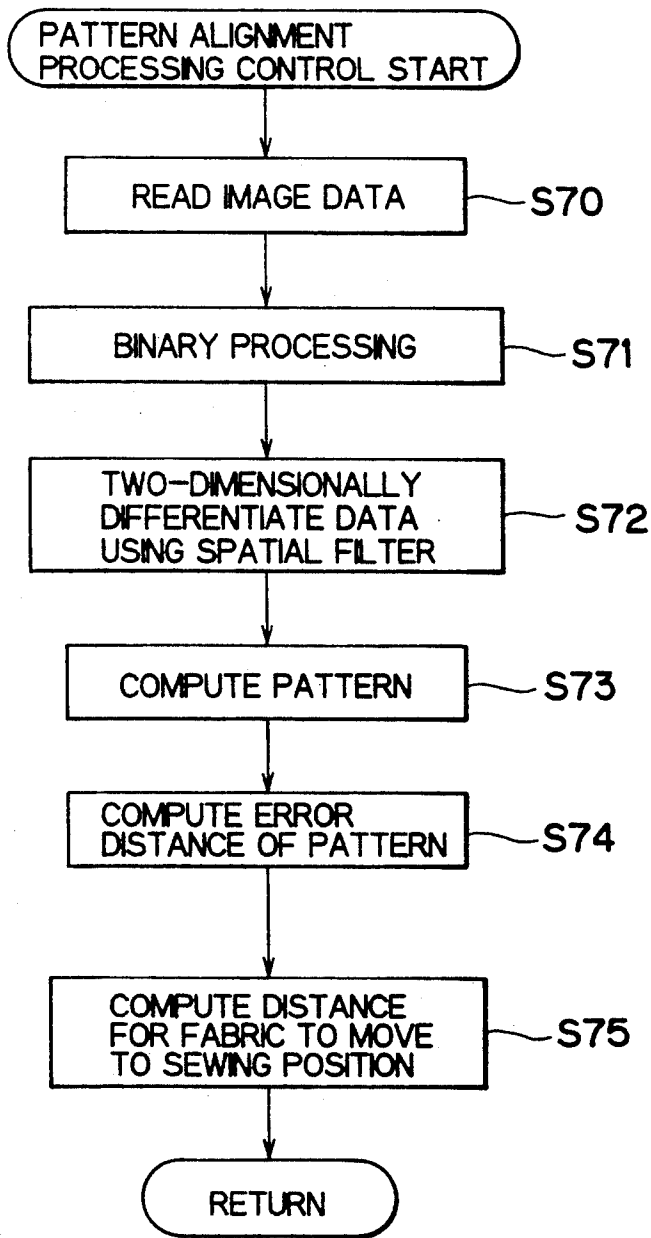 PATTERN ALIGNMENT
PROCESSING CONTROL START
READ IMAGE DATA
S70
BINARY PROCESSING
S71
TWO-DIMENSIONALLY
DIFFERENTIATE DATA
USING SPATIAL FILTER
S72
COMPUTE PATTERN
S73
COMPUTE ERROR
DISTANCE OF PATTERN
S74
COMPUTE DISTANCE
FOR FABRIC TO MOVE
TO SEWING POSITION
S75
RETURN